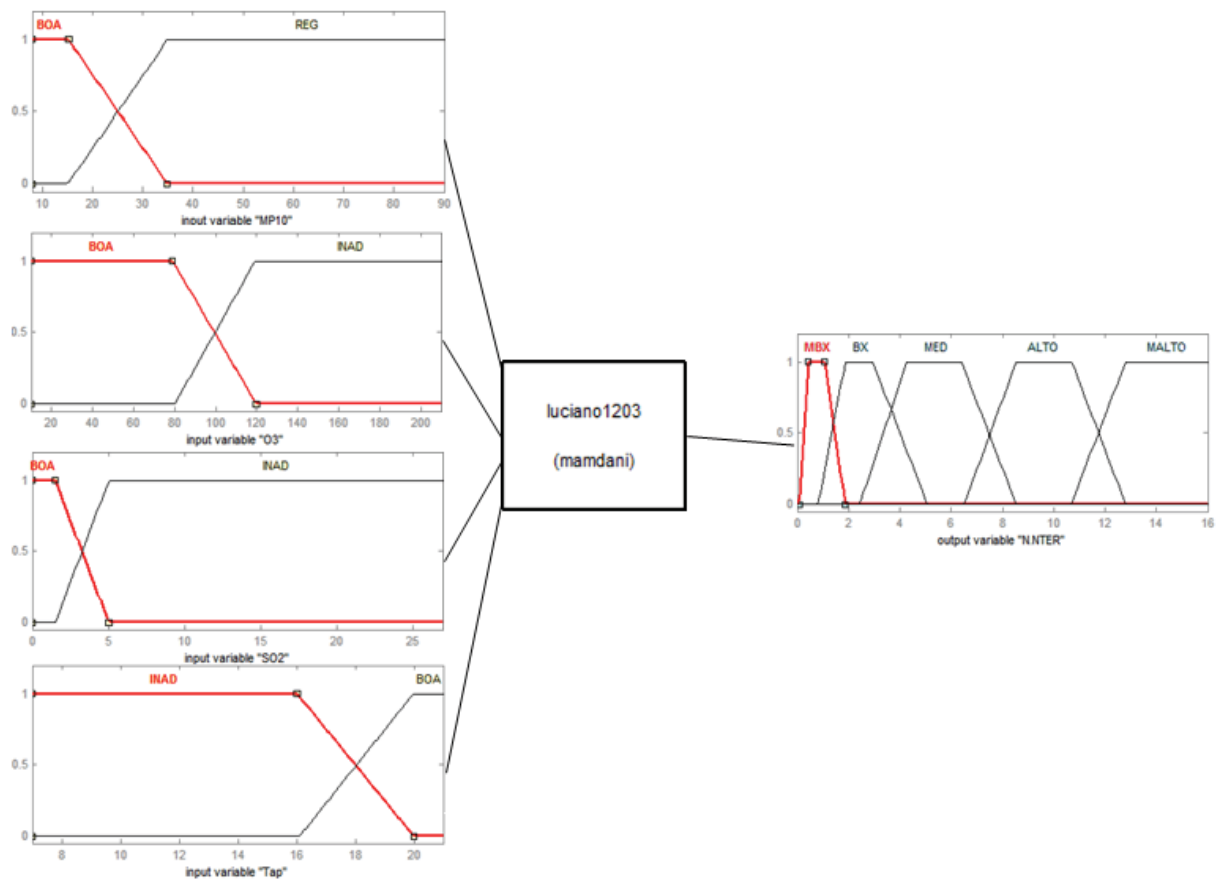 BOA REG
1
0.5
0
10 20 30 40 50 60 70 80 90
input variable "MP10"
BOA INAD
1
0.5
0
20 40 60 80 100 120 140 160 180 200
input variable "O3"
BOA INAD
1
0.5
0
0 5 10 15 20 25
input variable "SO2"
INAD BOA
1
0.5
0
8 10 12 14 16 18 20
input variable "Tap"
luciano1203
(mamdani)
MBX BX MED ALTO MALTO
1
0.5
0
0 2 4 6 8 10 12 14 16
output variable "N.NTER"